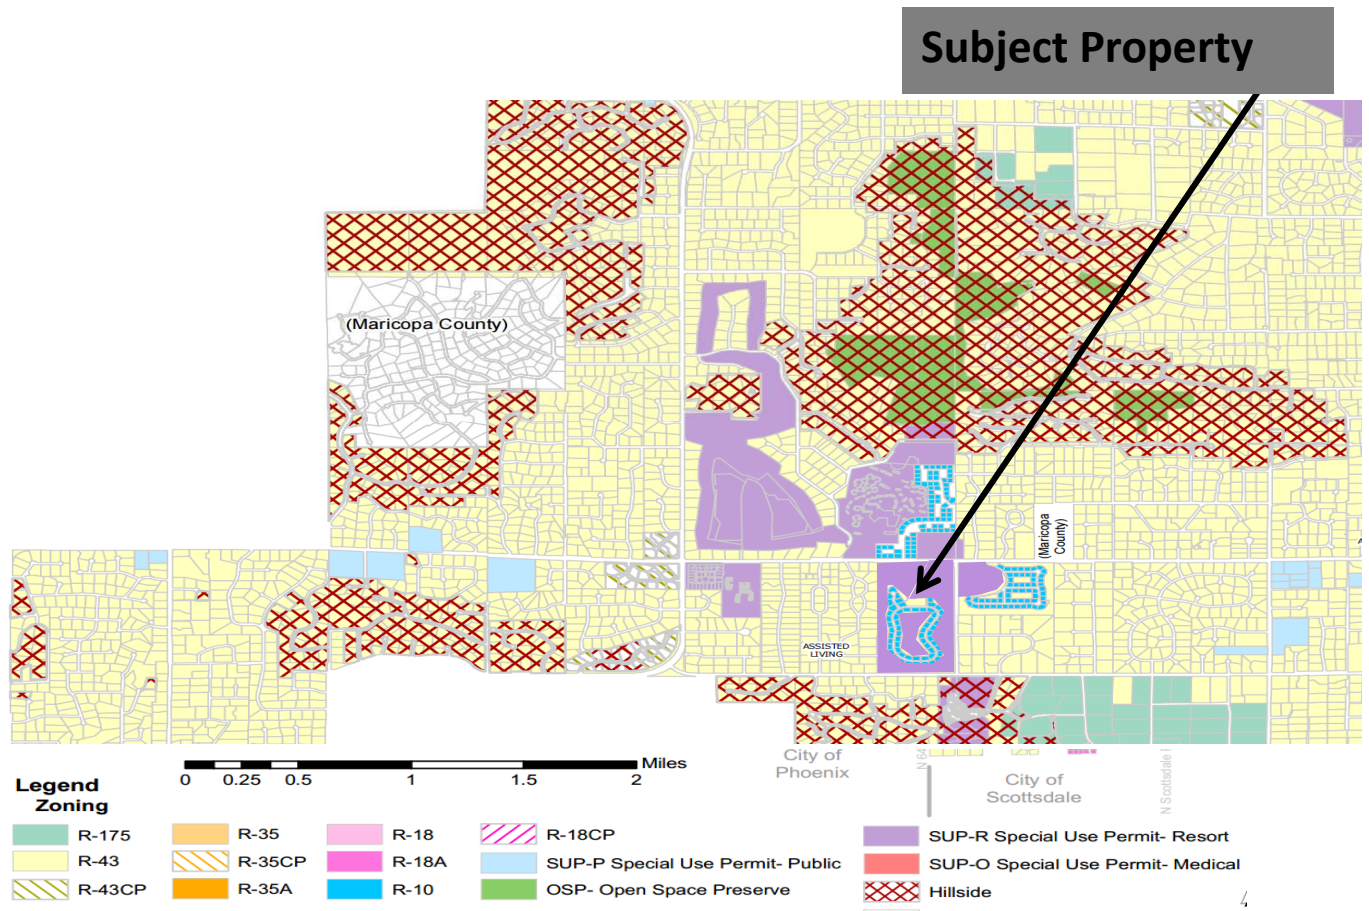 Subject Property
(Maricopa County)
(Maricopa
County)
A
ASSISTED
LIVING
0 0.25 0.5 1 1.5 2 Miles
City of
Phoenix
N 64
City of
Scottsdale
N Scottsdale
Legend
Zoning
R-175
R-43
R-43CP
R-35
R-35CP
R-35A
R-18
R-18A
R-10
R-18CP
SUP-P Special Use Permit- Public
OSP- Open Space Preserve
SUP-R Special Use Permit- Resort
SUP-O Special Use Permit- Medical
Hillside